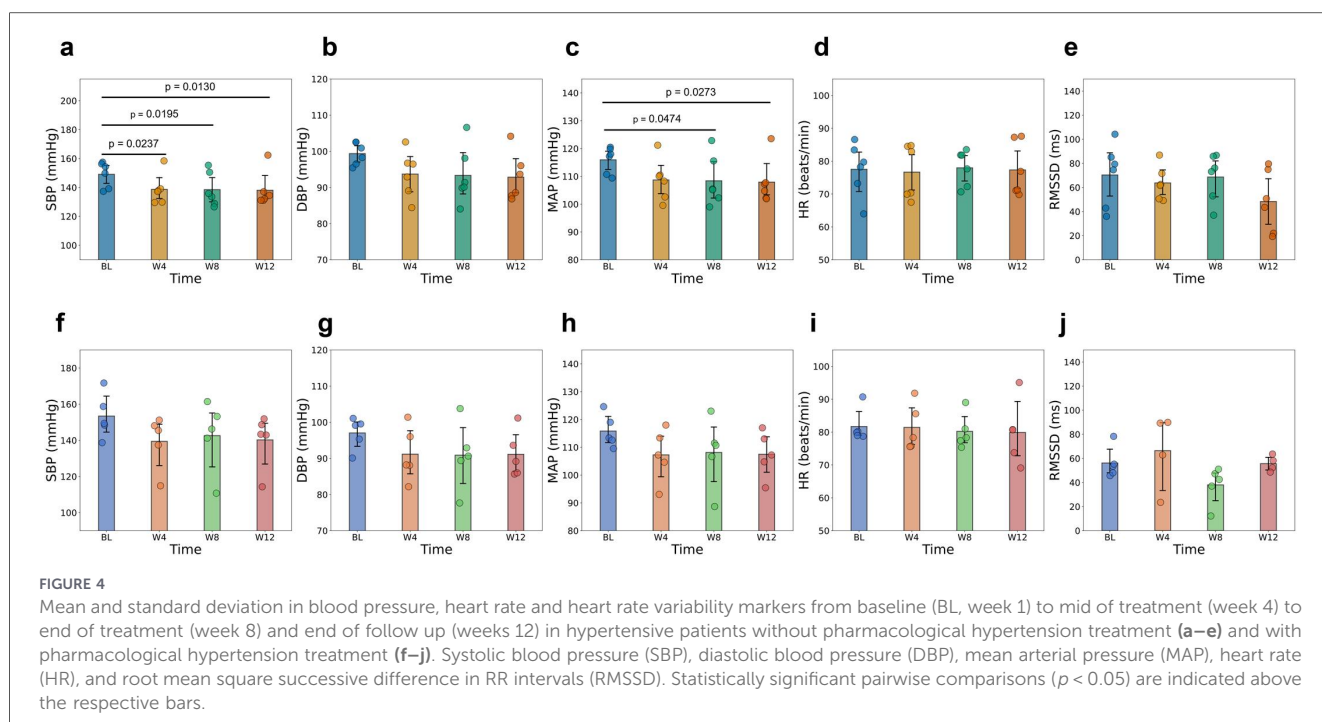 a
b
c
d
e
p = 0.0130
p = 0.0195
p = 0.0237
SBP (mmHg)
200
180
160
140
120
100
BL
W4
W8
W12
Time
DBP (mmHg)
120
110
100
90
80
70
BL
W4
W8
W12
Time
p = 0.0273
p = 0.0474
MAP (mmHg)
160
150
140
130
120
110
100
90
80
BL
W4
W8
W12
Time
HR (beats/min)
100
90
80
70
60
50
BL
W4
W8
W12
Time
RMSSD (ms)
140
120
100
80
60
40
20
0
BL
W4
W8
W12
Time
f
g
h
i
j
SBP (mmHg)
200
180
160
140
120
100
BL
W4
W8
W12
Time
DBP (mmHg)
120
110
100
90
80
70
BL
W4
W8
W12
Time
MAP (mmHg)
160
150
140
130
120
110
100
90
80
BL
W4
W8
W12
Time
HR (beats/min)
100
90
80
70
60
50
BL
W4
W8
W12
Time
RMSSD (ms)
140
120
100
80
60
40
20
0
BL
W4
W8
W12
Time
FIGURE 4
Mean and standard deviation in blood pressure, heart rate and heart rate variability markers from baseline (BL, week 1) to mid of treatment (week 4) to
end of treatment (week 8) and end of follow up (weeks 12) in hypertensive patients without pharmacological hypertension treatment (a–e) and with
pharmacological hypertension treatment (f–j). Systolic blood pressure (SBP), diastolic blood pressure (DBP), mean arterial pressure (MAP), heart rate
(HR), and root mean square successive difference in RR intervals (RMSSD). Statistically significant pairwise comparisons (p < 0.05) are indicated above
the respective bars.